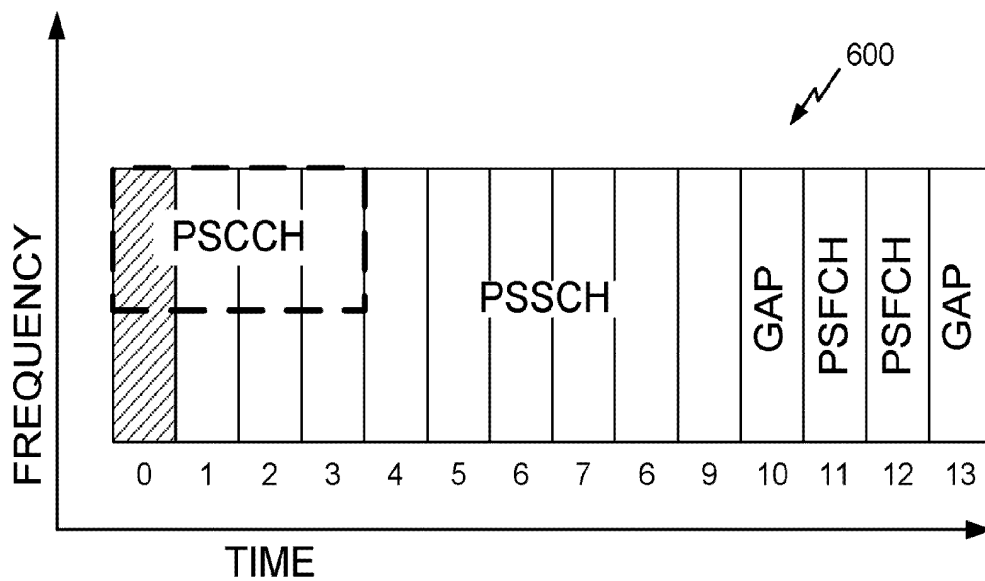 600
FREQUENCY
PSCCH
PSSCH
GAP
PSFCH
PSFCH
GAP
0 1 2 3 4 5 6 7 6 9 10 11 12 13
TIME